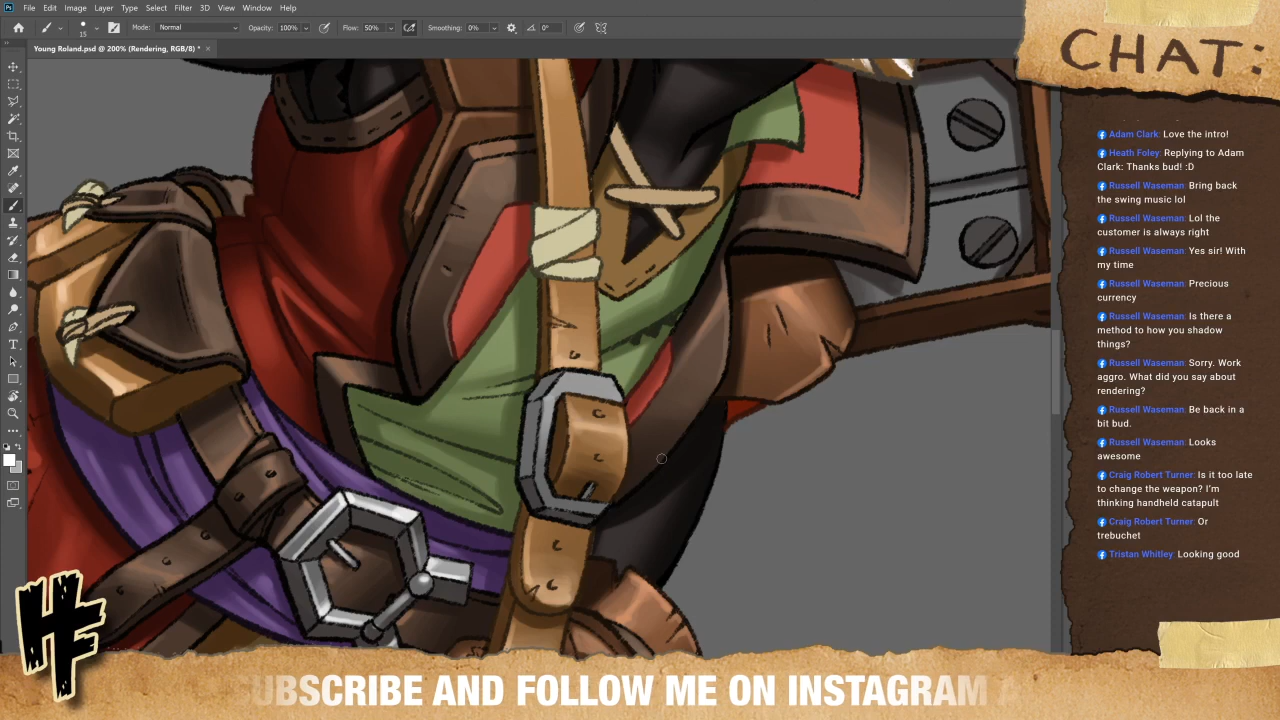 Ps File Edit Image Layer Type Select Filter 3D View Window Help
15 Mode: Normal Opacity: 100% Flow: 50% Smoothing: 0% 0°
Young Roland.psd @ 200% (Rendering, RGB/8) * ×
CHAT:
Adam Clark: Love the intro!
Heath Foley: Replying to Adam
Clark: Thanks bud! :D
Russell Waseman: Bring back
the swing music lol
Russell Waseman: Lol the
customer is always right
Russell Waseman: Yes sir! With
my time
Russell Waseman: Precious
currency
Russell Waseman: Is there a
method to how you shadow
things?
Russell Waseman: Sorry. Work
aggro. What did you say about
rendering?
Russell Waseman: Be back in a
bit bud.
Russell Waseman: Looks
awesome
Craig Robert Turner: Is it too late
to change the weapon? I'm
thinking handheld catapult
Craig Robert Turner: Or
trebuchet
Tristan Whitley: Looking good
HF
UBSCRIBE AND FOLLOW ME ON INSTAGRAM A